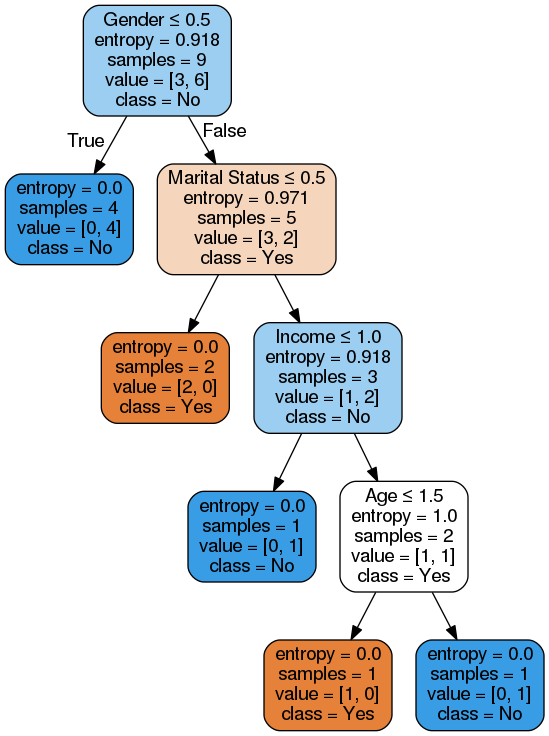 Gender ≤ 0.5
entropy = 0.918
samples = 9
value = [3, 6]
class = No
True
False
entropy = 0.0
samples = 4
value = [0, 4]
class = No
Marital Status ≤ 0.5
entropy = 0.971
samples = 5
value = [3, 2]
class = Yes
entropy = 0.0
samples = 2
value = [2, 0]
class = Yes
Income ≤ 1.0
entropy = 0.918
samples = 3
value = [1, 2]
class = No
entropy = 0.0
samples = 1
value = [0, 1]
class = No
Age ≤ 1.5
entropy = 1.0
samples = 2
value = [1, 1]
class = Yes
entropy = 0.0
samples = 1
value = [1, 0]
class = Yes
entropy = 0.0
samples = 1
value = [0, 1]
class = No